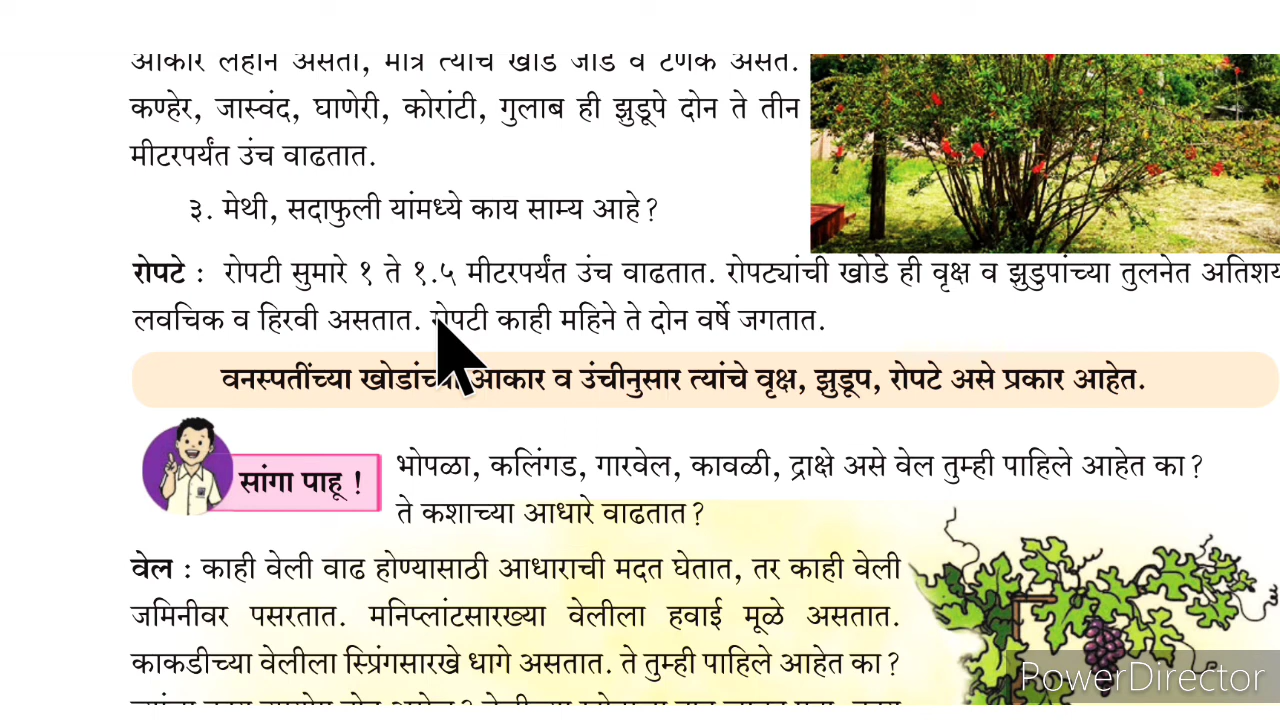 आकार लहान असतो, मात्र त्यांचे खोड जाड व टणक असते.
कण्हेर, जास्वंद, घाणेरी, कोरांटी, गुलाब ही झुडूपे दोन ते तीन
मीटरपर्यंत उंच वाढतात.
३. मेथी, सदाफुली यांमध्ये काय साम्य आहे?
रोपटे : रोपटी सुमारे १ ते १.५ मीटरपर्यंत उंच वाढतात. रोपट्यांची खोडे ही वृक्ष व झुडुपांच्या तुलनेत अतिशय
लवचिक व हिरवी असतात. रोपटी काही महिने ते दोन वर्षे जगतात.
वनस्पतींच्या खोडांच्या आकार व उंचीनुसार त्यांचे वृक्ष, झुडूप, रोपटे असे प्रकार आहेत.
सांगा पाहू !
भोपळा, कलिंगड, गारवेल, कावळी, द्राक्षे असे वेल तुम्ही पाहिले आहेत का?
ते कशाच्या आधारे वाढतात?
वेल : काही वेली वाढ होण्यासाठी आधाराची मदत घेतात, तर काही वेली
जमिनीवर पसरतात. मनिप्लांटसारख्या वेलीला हवाई मूळे असतात.
काकडीच्या वेलीला स्प्रिंगसारखे धागे असतात. ते तुम्ही पाहिले आहेत का?
PowerDirector